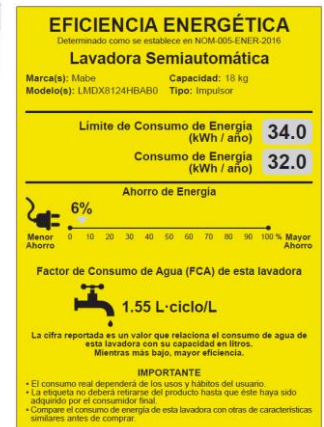 EFICIENCIA ENERGÉTICA
Determinado como se establece en NOM-005-ENER-2016
Lavadora Semiautomática
Marca(s): Mabe Capacidad: 18 kg
Modelo(s): LMDX8124HBAB0 Tipo: Impulsor
Límite de Consumo de Energía (kWh / año) 34.0
Consumo de Energía (kWh / año) 32.0
Ahorro de Energía
6%
0 10 20 30 40 50 60 70 80 90 100 %
Menor Ahorro
Mayor Ahorro
Factor de Consumo de Agua (FCA) de esta lavadora
1.55 L·ciclo/L
La cifra reportada es un valor que relaciona el consumo de agua de
esta lavadora con su capacidad en litros.
Mientras más bajo, mayor eficiencia.
IMPORTANTE
• El consumo real dependerá de los usos y hábitos del usuario.
• La etiqueta no deberá retirarse del producto hasta que éste haya sido
adquirido por el consumidor final.
• Compare el consumo de energía de esta lavadora con otras de características
similares antes de comprar.